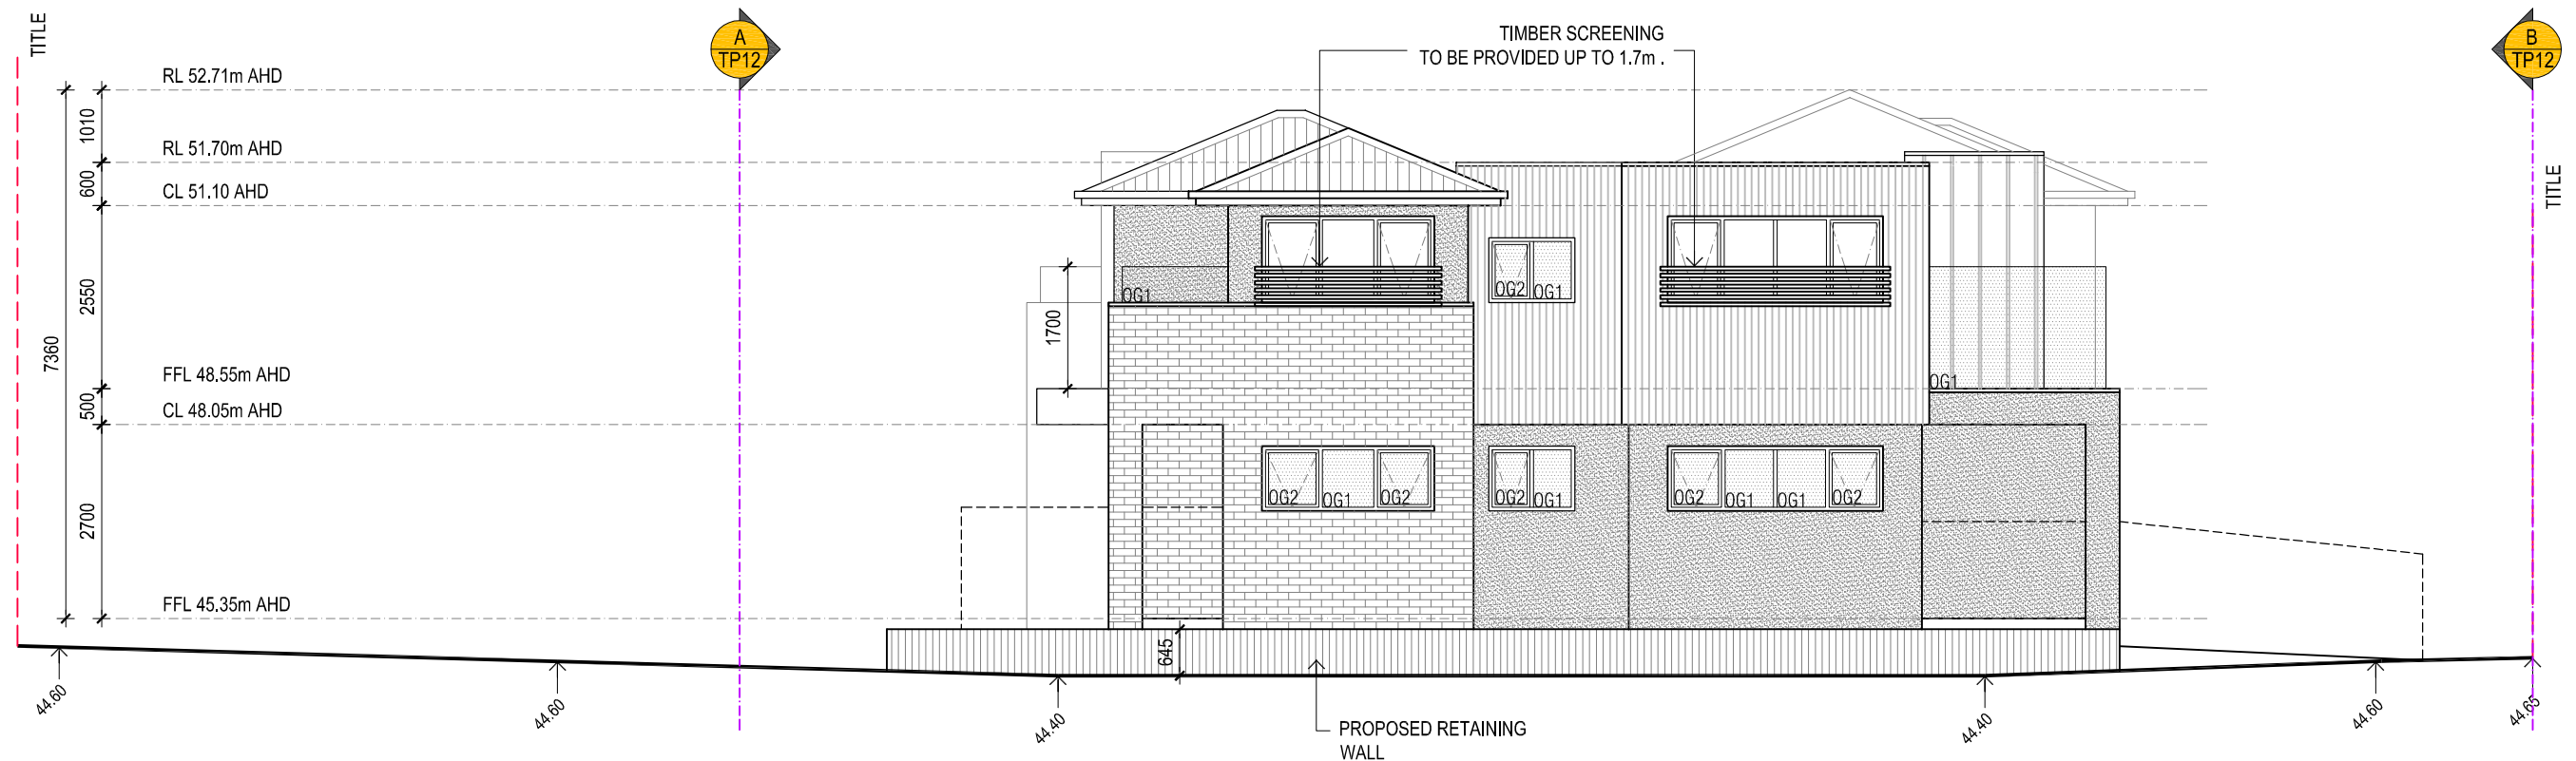 TITLE
A
TP12
B
TP12
TIMBER SCREENING
TO BE PROVIDED UP TO 1.7m .
RL 52.71m AHD
1010
RL 51.70m AHD
600
CL 51.10 AHD
TITLE
2550
7360
1700
FFL 48.55m AHD
500
CL 48.05m AHD
2700
FFL 45.35m AHD
OG1
OG2
OG1
OG1
OG2
OG1
OG2
OG2
OG1
OG2
OG1
OG1
OG2
645
44.60
44.60
44.40
PROPOSED RETAINING
WALL
44.40
44.60
44.65